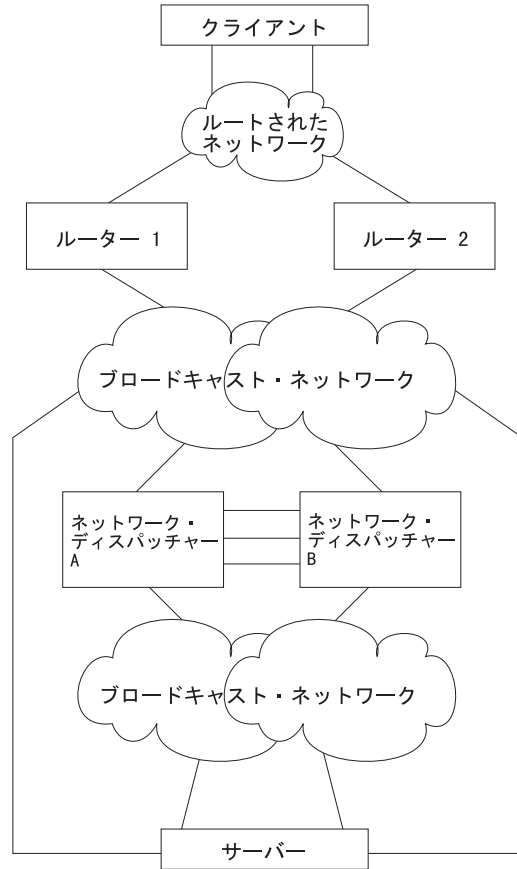 クライアント
ルートされた
ネットワーク
ルーター 1
ルーター 2
ブロードキャスト・ネットワーク
ネットワーク・
ディスパッチャー
A
ネットワーク・
ディスパッチャー
B
ブロードキャスト・ネットワーク
サーバー